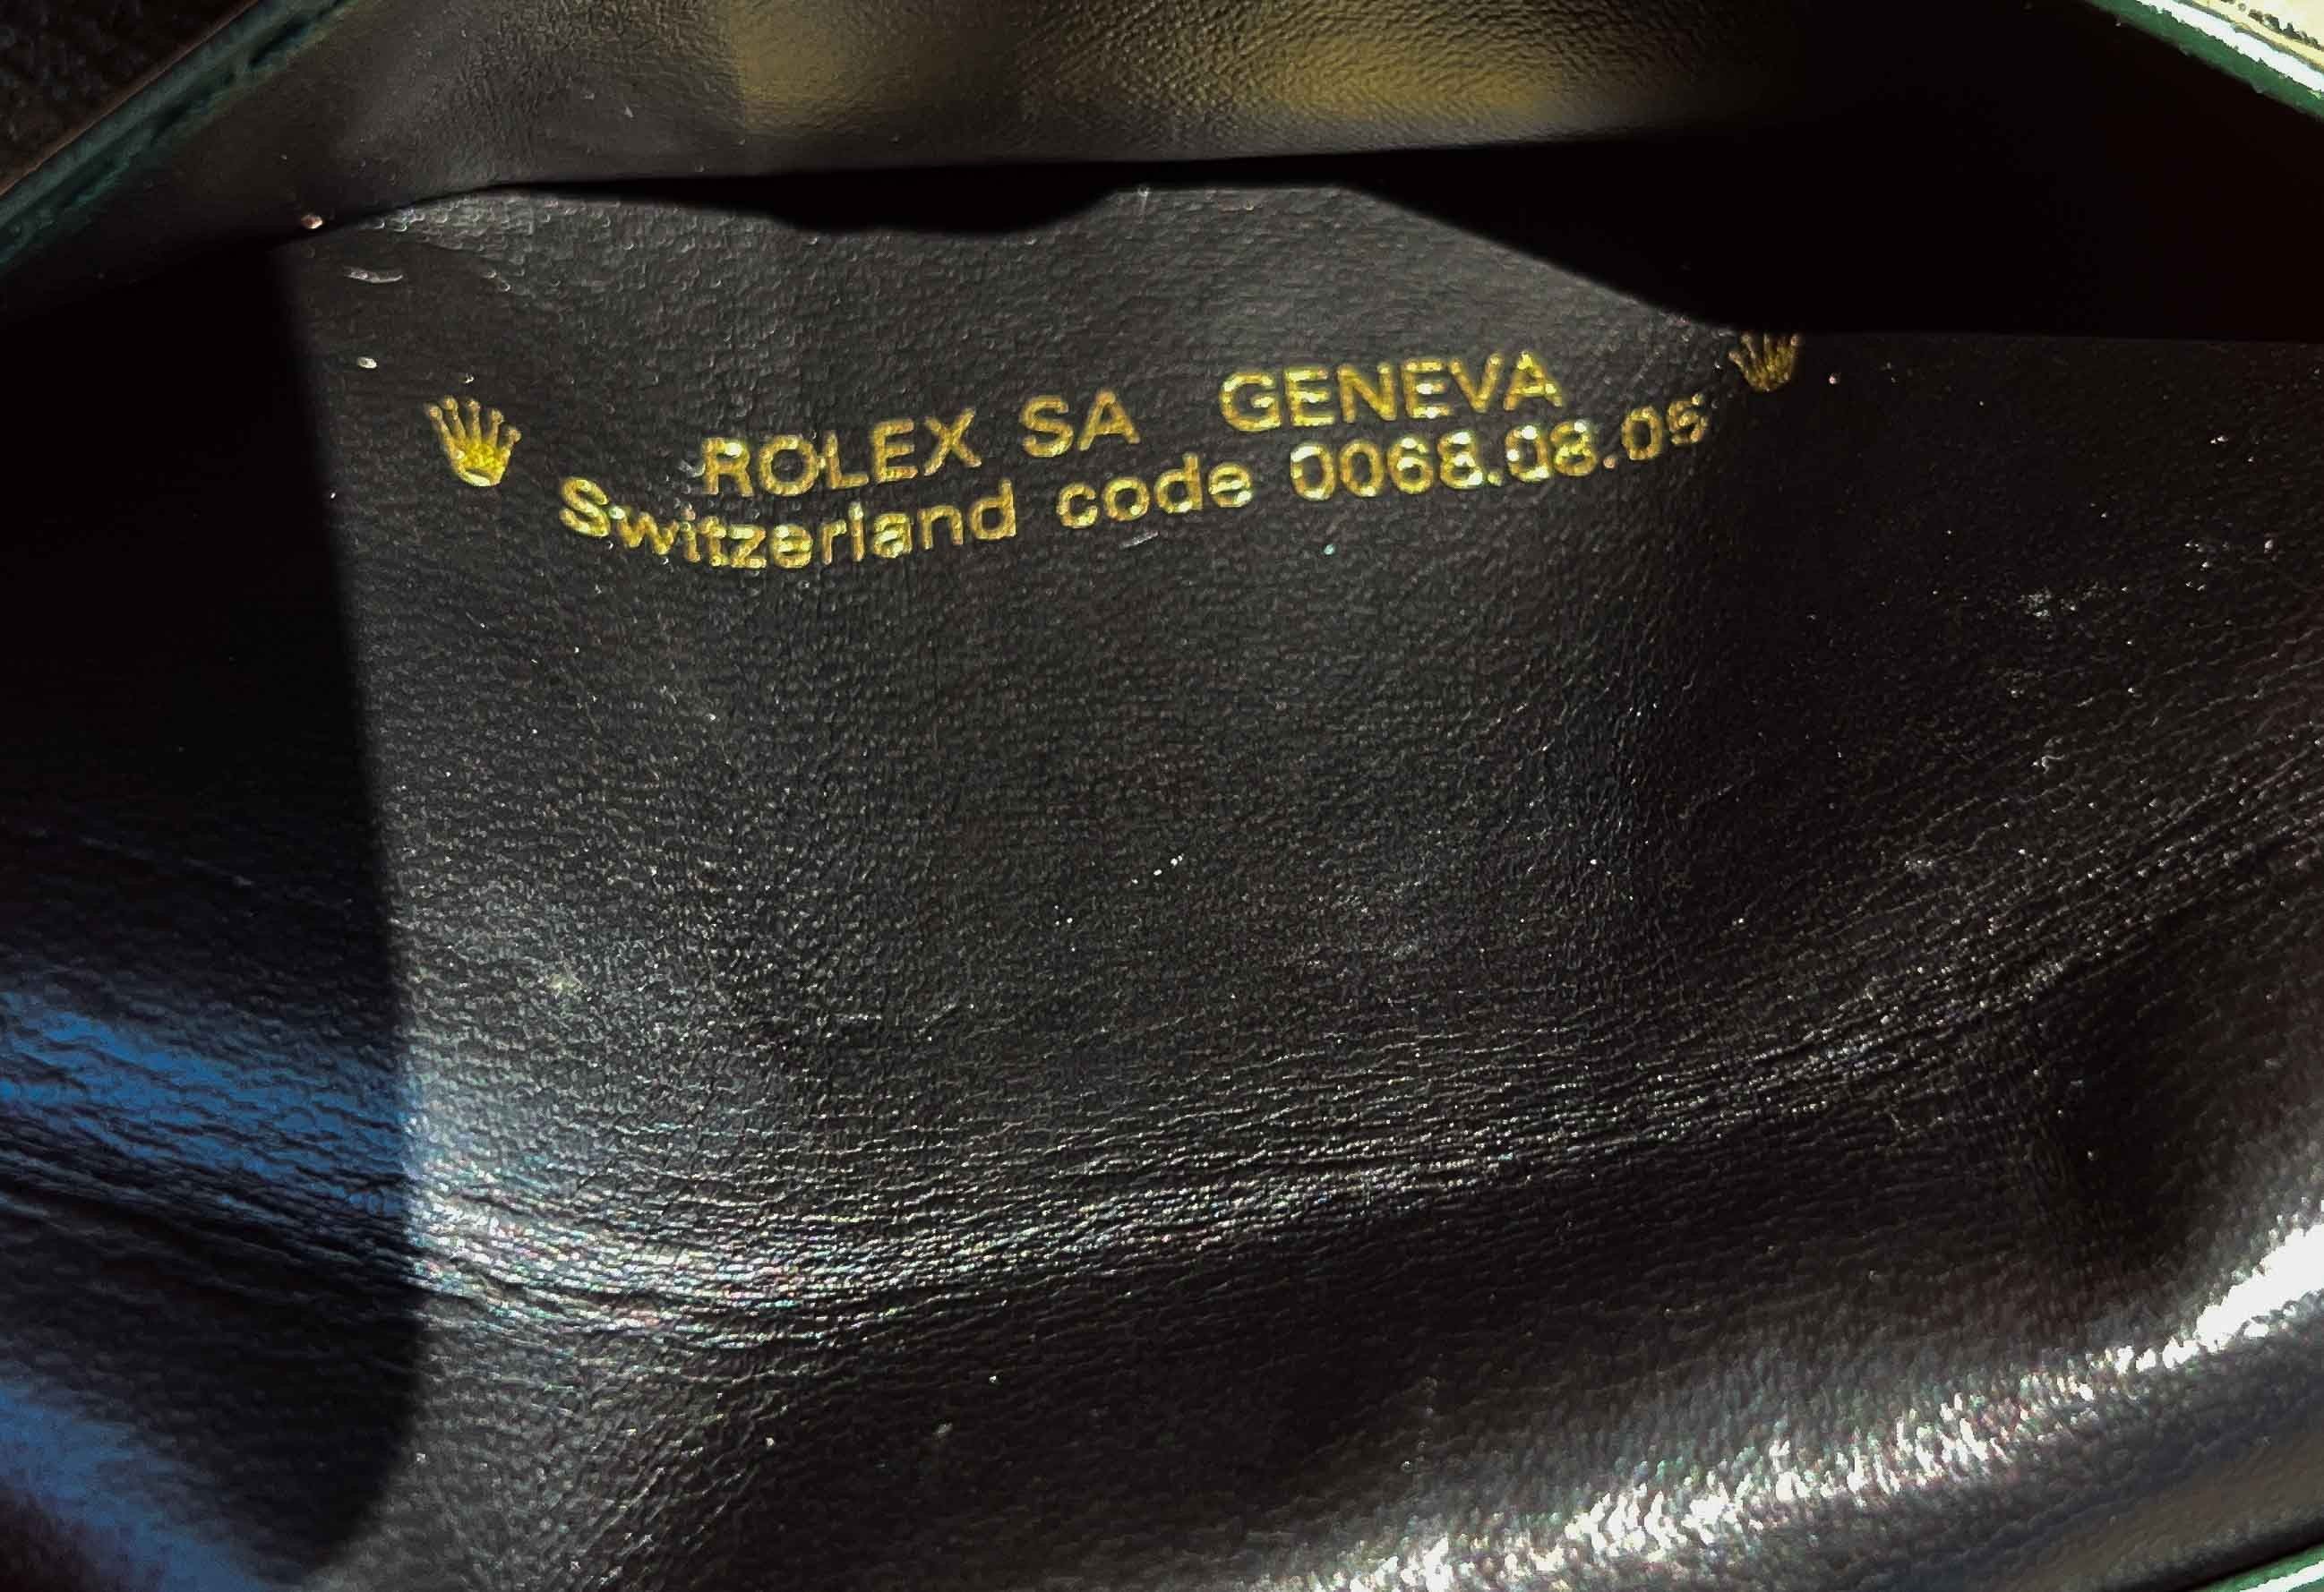 ROLEX SA GENEVA
Switzerland code 0068.08.05